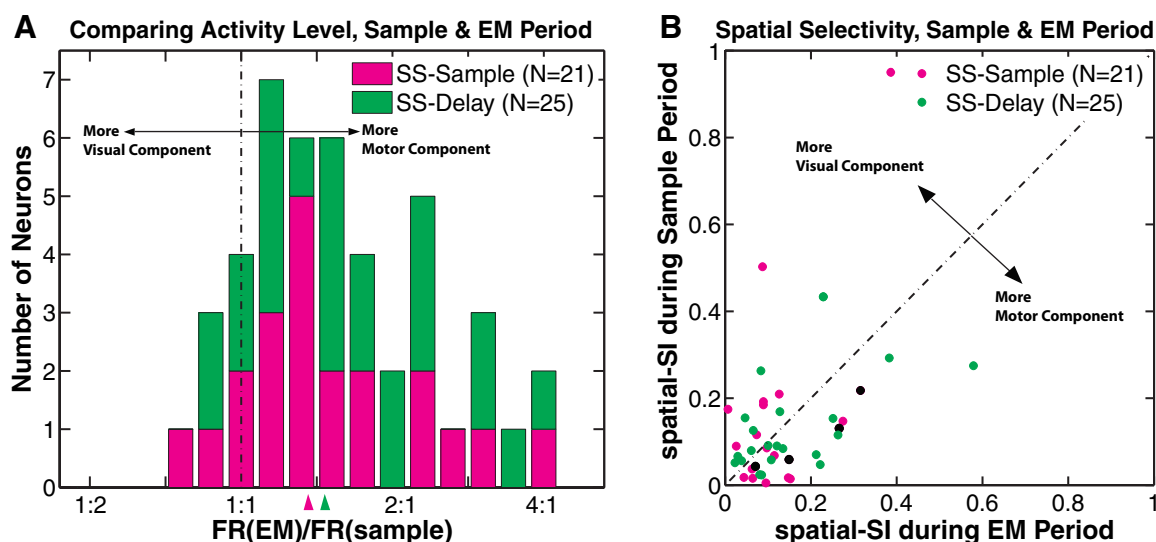 A Comparing Activity Level, Sample & EM Period
7
6
5
4
3
2
1
0
Number of Neurons
SS-Sample (N=21)
SS-Delay (N=25)
More
Visual Component
More
Motor Component
1:2 1:1 2:1 4:1
FR(EM)/FR(sample)
B Spatial Selectivity, Sample & EM Period
1
0.8
0.6
0.4
0.2
0
spatial-SI during Sample Period
SS-Sample (N=21)
SS-Delay (N=25)
More
Visual Component
More
Motor Component
0 0.2 0.4 0.6 0.8 1
spatial-SI during EM Period